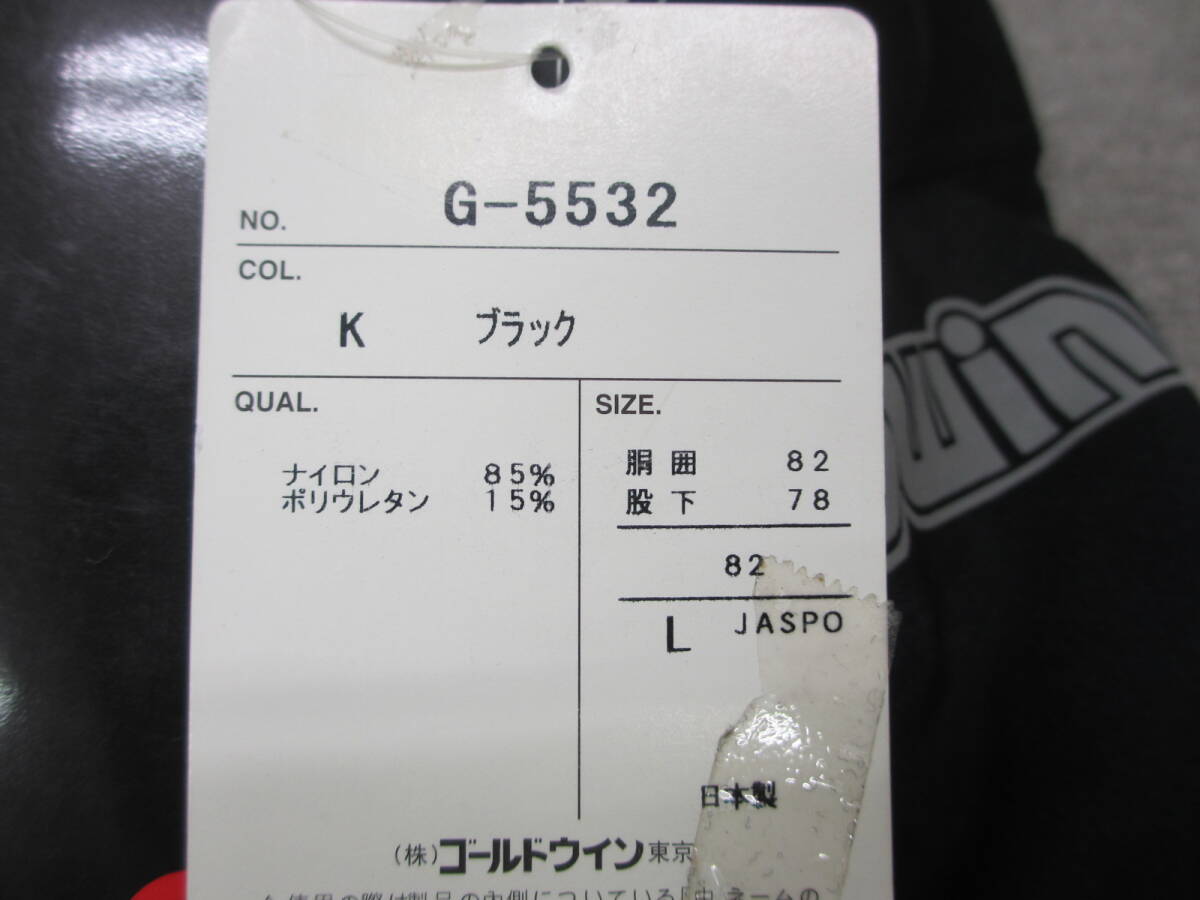 NO. G-5532
COL.
K ブラック
QUAL.
ナイロン 85%
ポリウレタン 15%
SIZE.
胴囲 82
股下 78
82
L JASPO
日本製
(株)ゴールドウイン東京
win